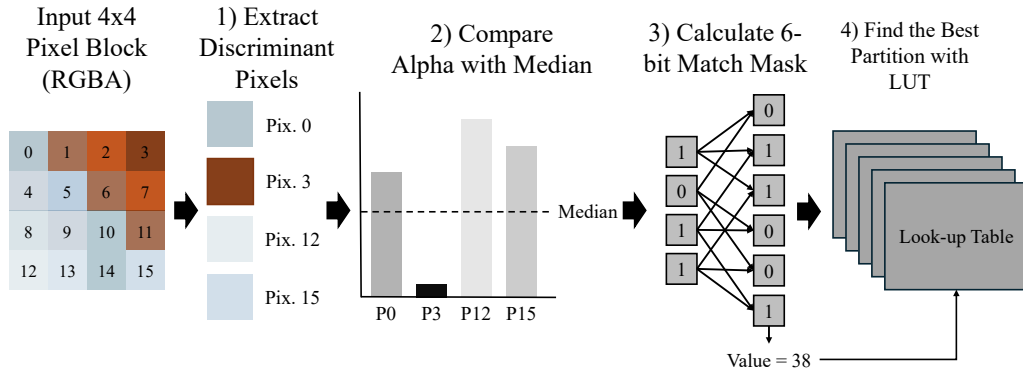 Input 4x4
Pixel Block
(RGBA)
0 1 2 3
4 5 6 7
8 9 10 11
12 13 14 15
1) Extract
Discriminant
Pixels
Pix. 0
Pix. 3
Pix. 12
Pix. 15
2) Compare
Alpha with Median
Median
P0 P3 P12 P15
3) Calculate 6-
bit Match Mask
1
0
1
1
0
1
1
0
0
1
Value = 38
4) Find the Best
Partition with
LUT
Look-up Table